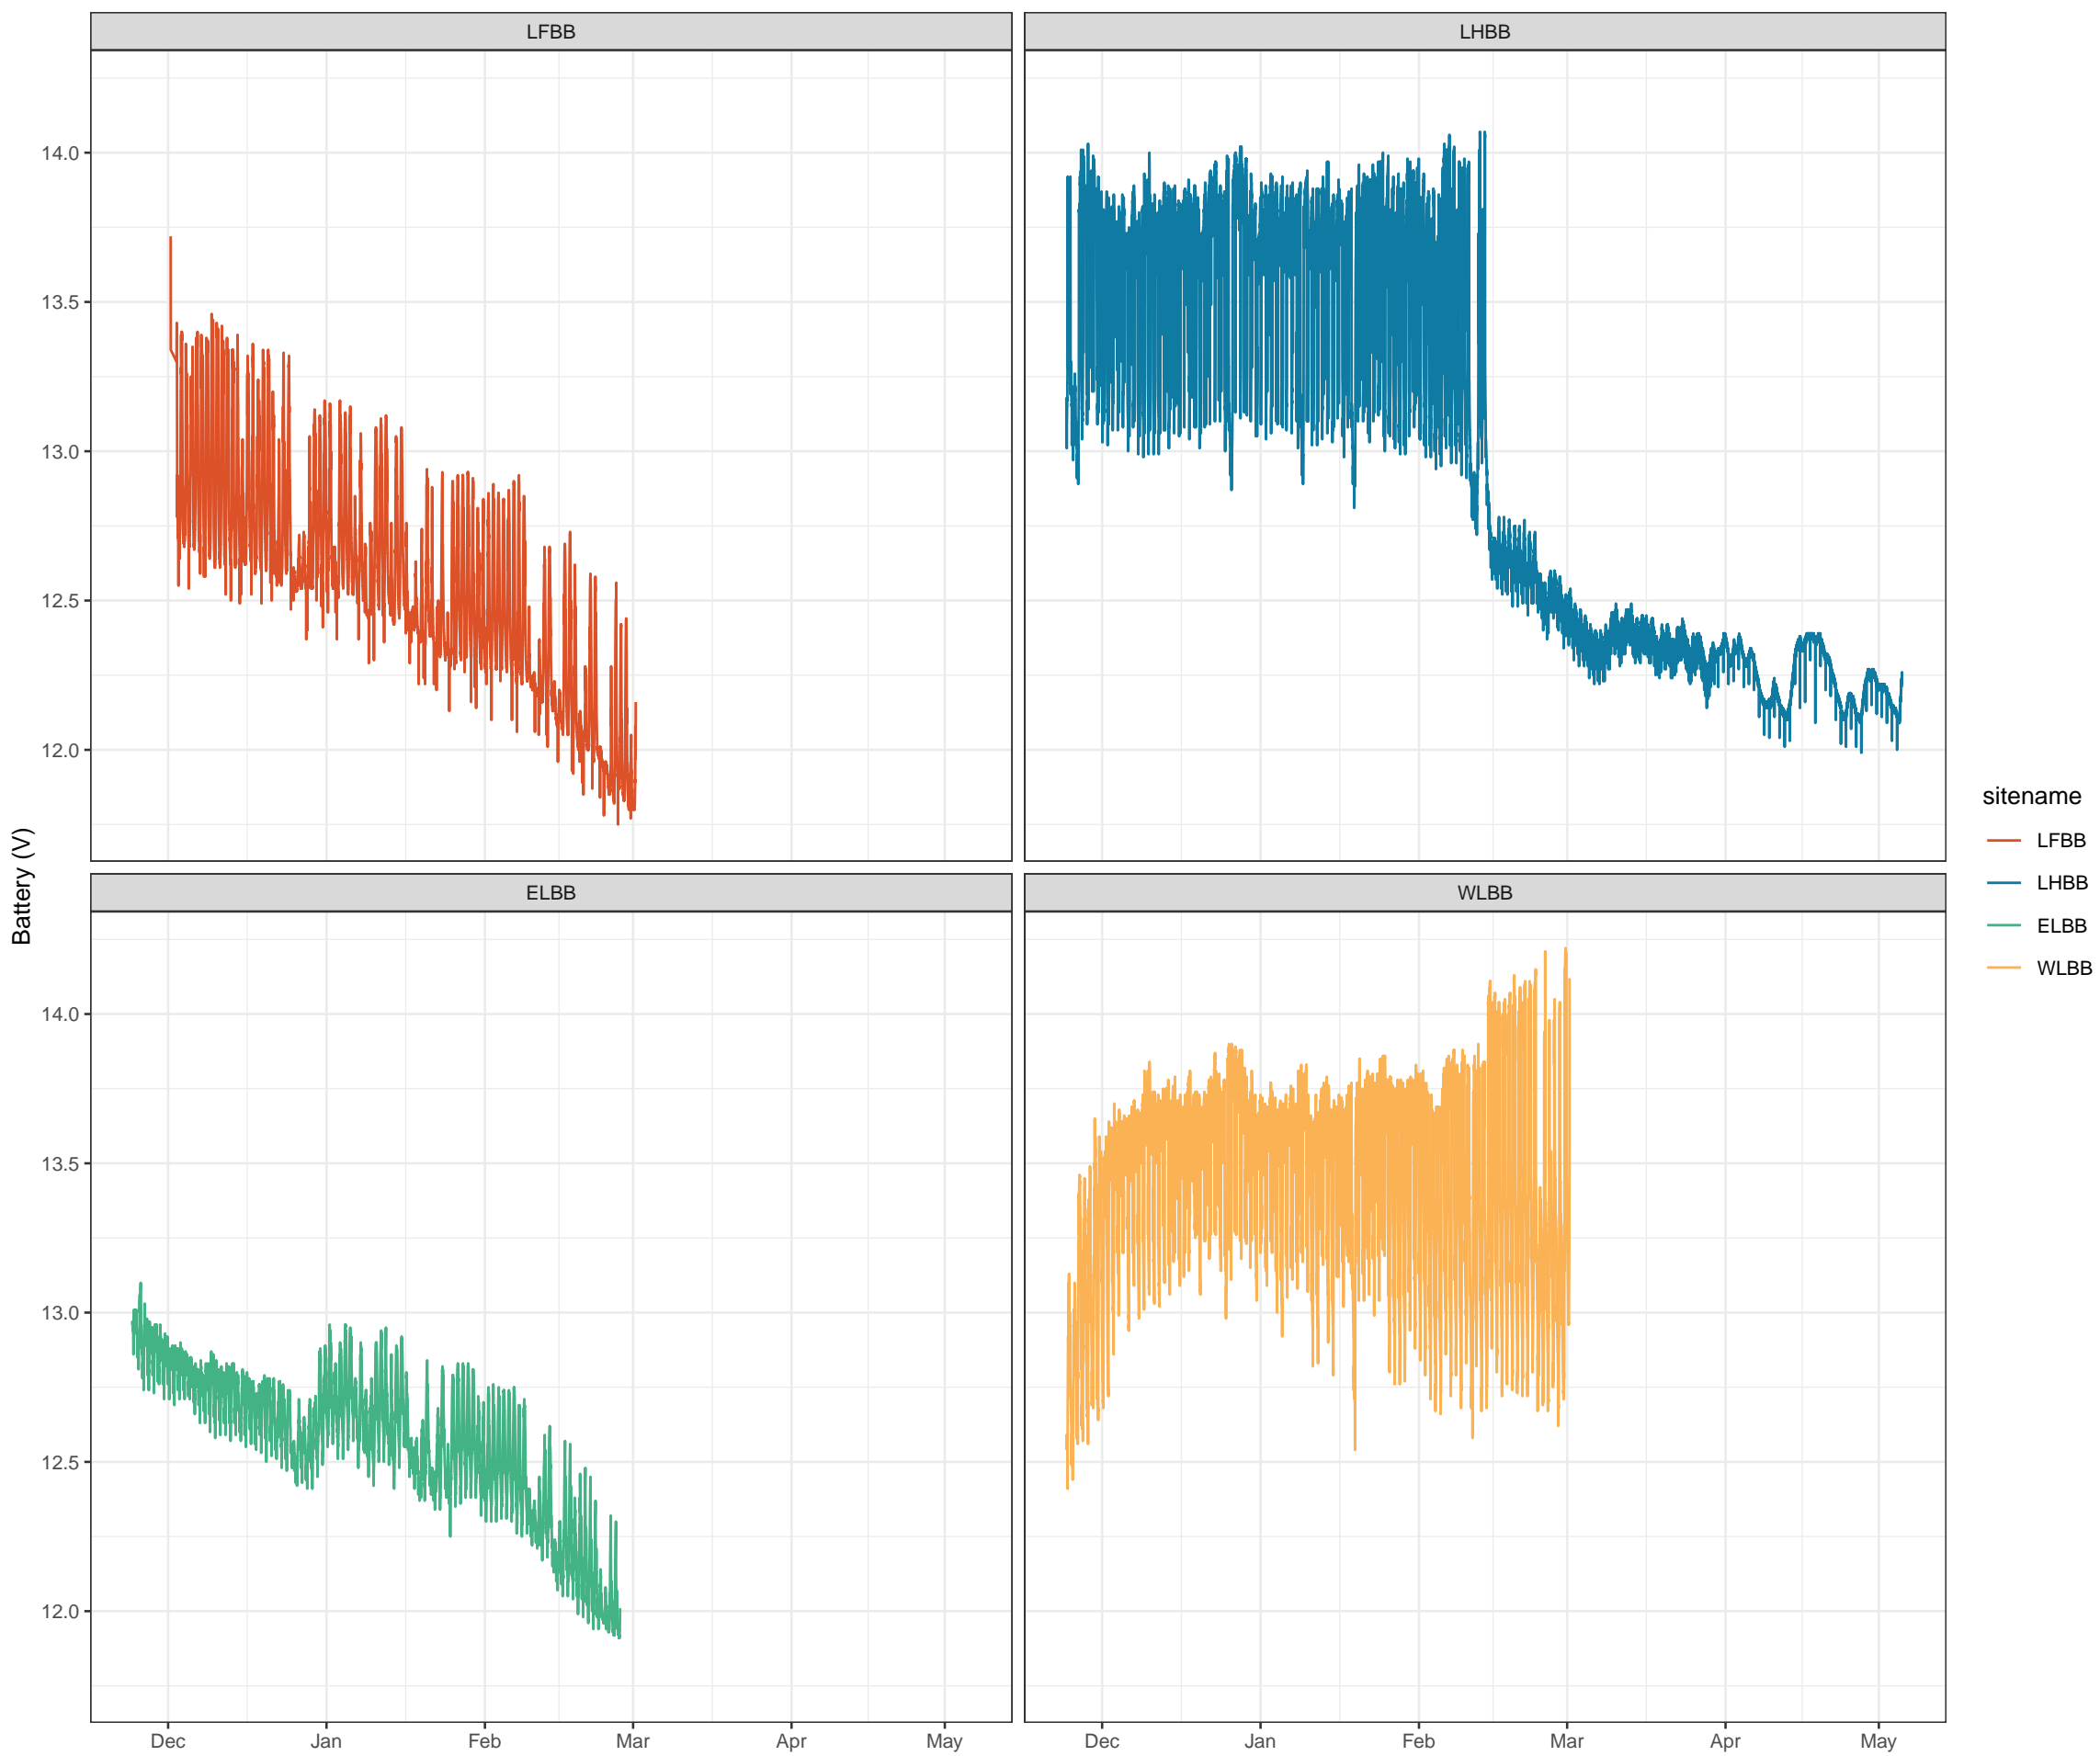 LFBB
LHBB
14.0
13.5
13.0
12.5
12.0
ELBB
WLBB
14.0
13.5
13.0
12.5
12.0
Dec
Jan
Feb
Mar
Apr
May
Dec
Jan
Feb
Mar
Apr
May
Battery (V)
sitename
LFBB
LHBB
ELBB
WLBB